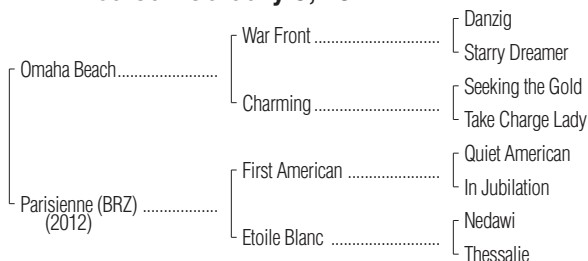 War Front
Danzig
Starry Dreamer
Omaha Beach
Charming
Seeking the Gold
Take Charge Lady
First American
Quiet American
In Jubilation
Parisienne (BRZ)
(2012)
Etoile Blanc
Nedawi
Thessalie